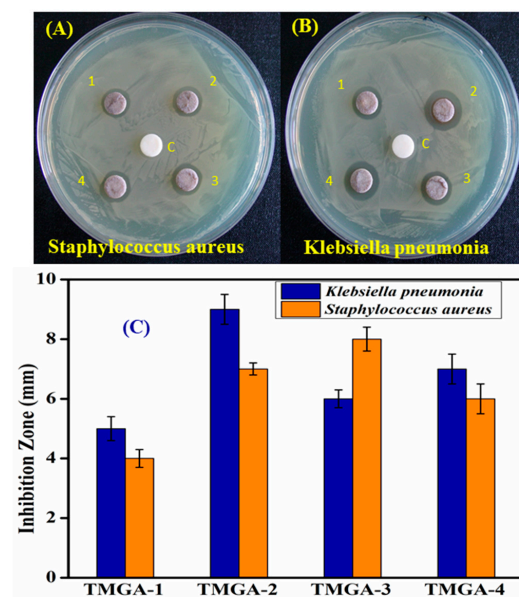 (A)
1
2
C
4
3
Staphylococcus aureus
(B)
1
2
C
4
3
Klebsiella pneumonia
(C)
Klebsiella pneumonia
Staphylococcus aureus
Inhibition Zone (mm)
10
8
6
4
2
0
TMGA-1 TMGA-2 TMGA-3 TMGA-4